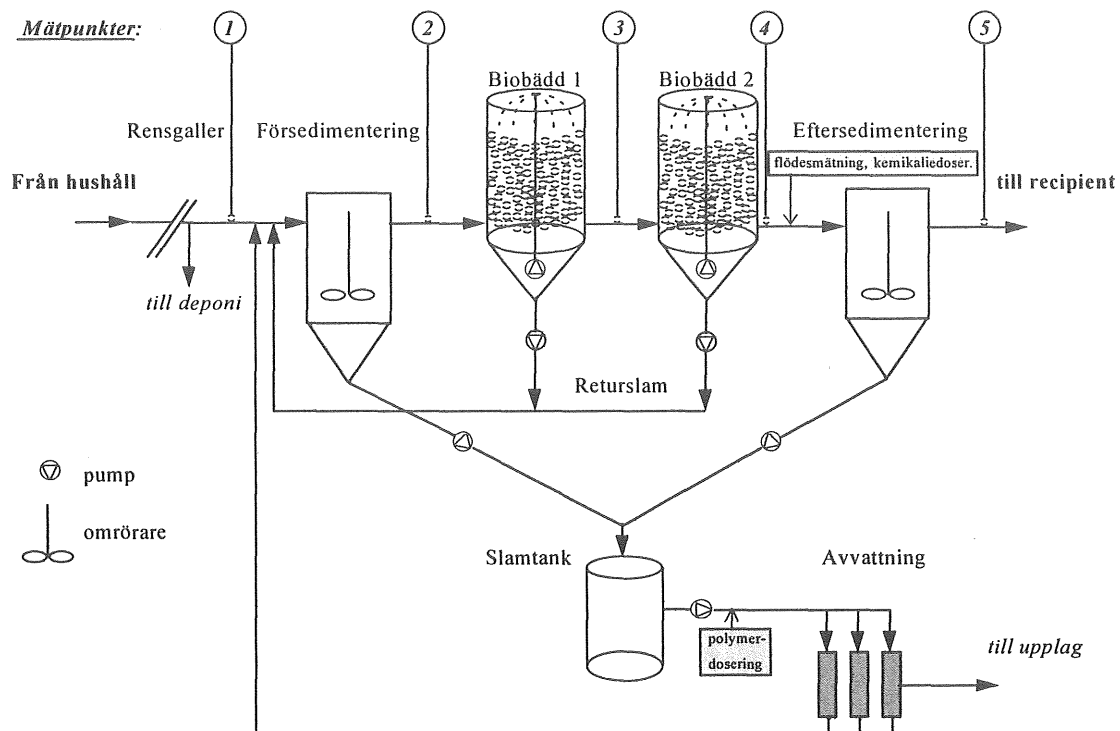 Mätpunkter:
1
2
3
4
5
Biobädd 1
Biobädd 2
Rensgaller
Försedimentering
Eftersedimentering
flödesmätning, kemikaliedoser.
Från hushåll
till recipient
till deponi
Returslam
pump
omrörare
Slamtank
Avvattning
polymer-
dosering
till upplag